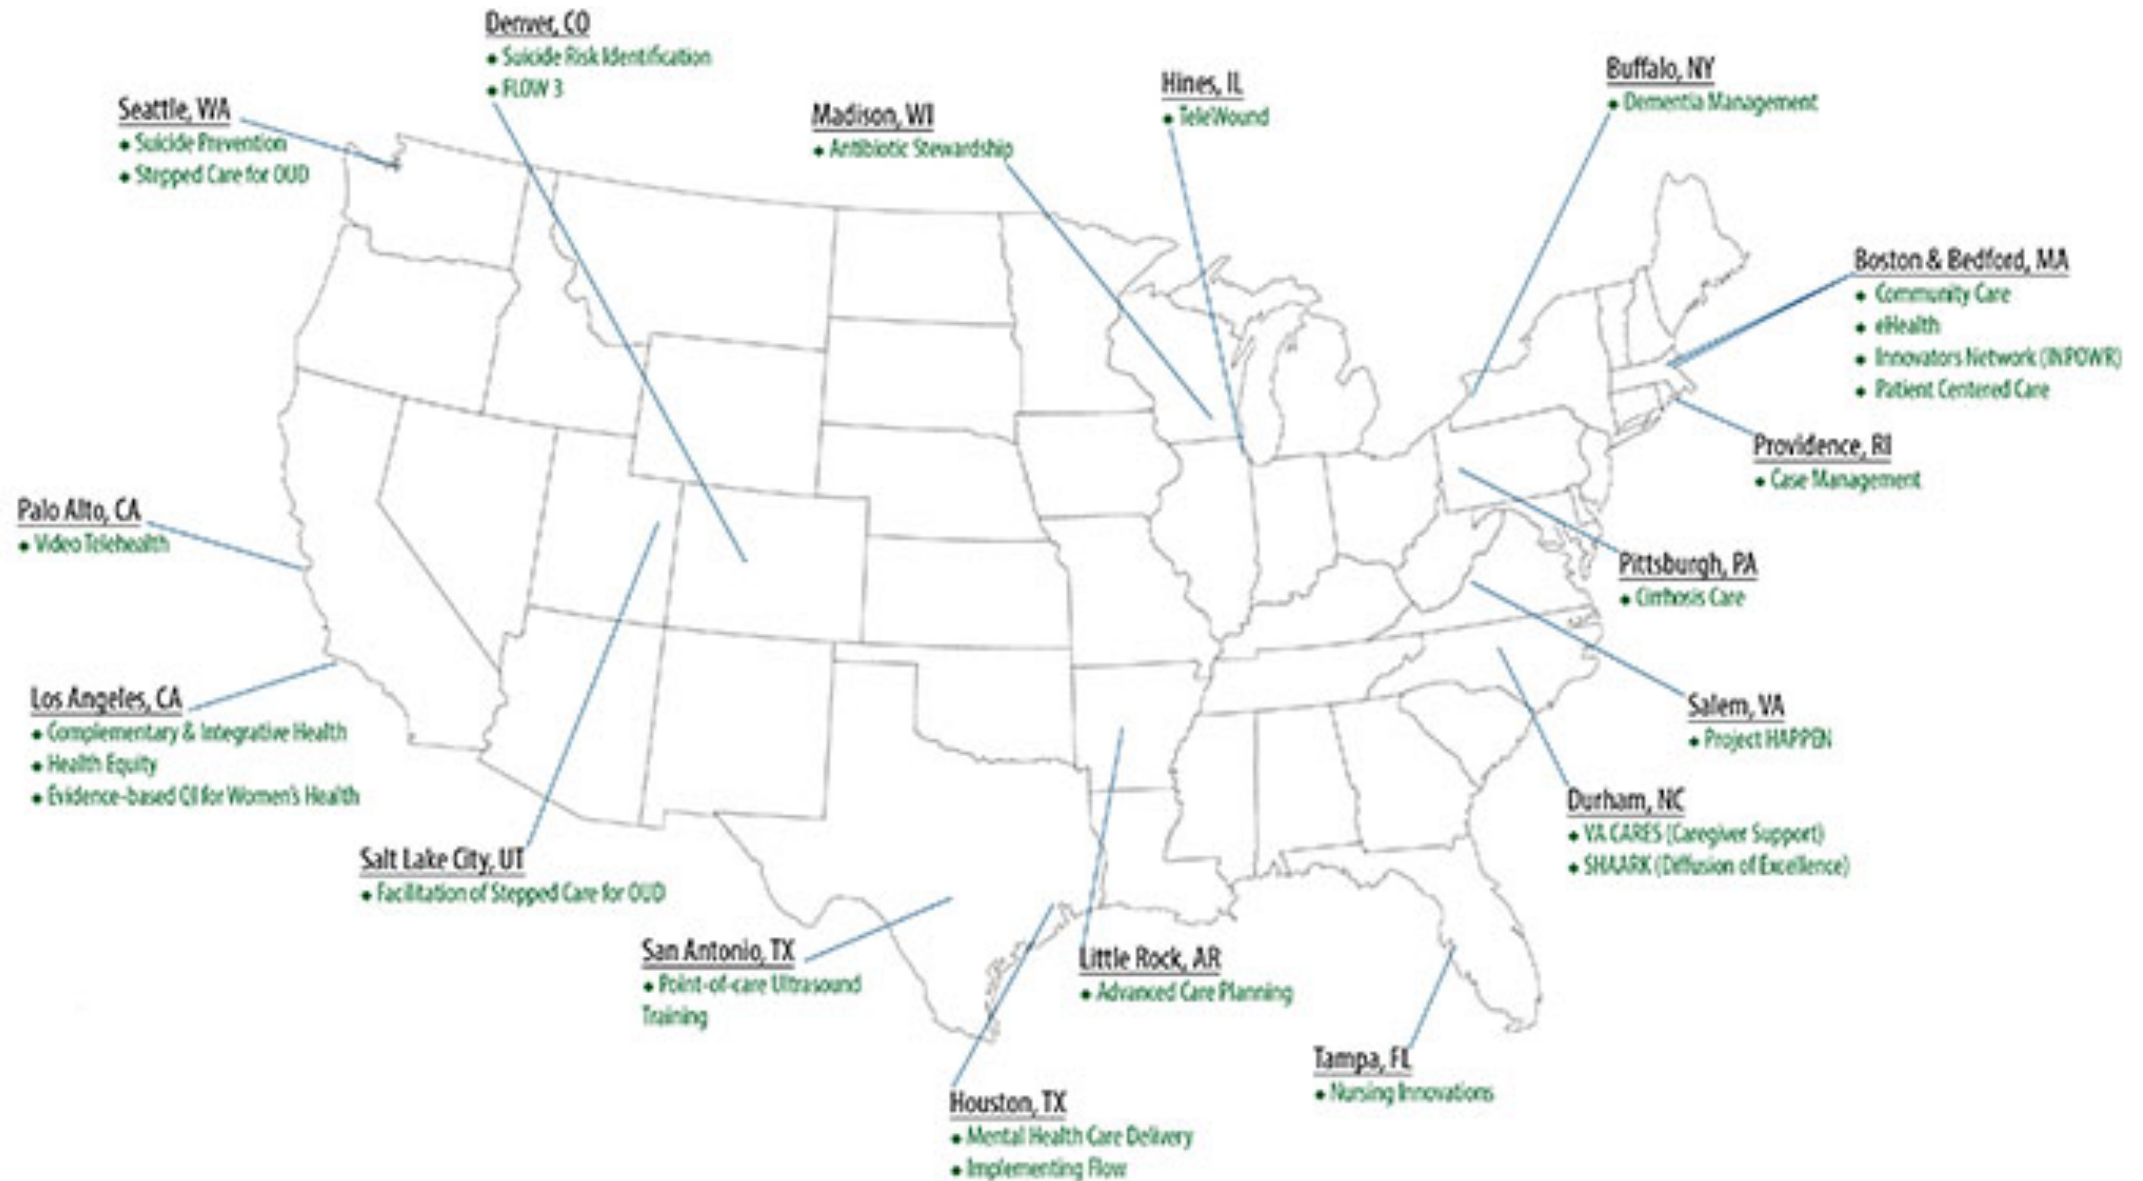 Denver, CO
◆ Suicide Risk Identification
◆ FLOW 3
Seattle, WA
◆ Suicide Prevention
◆ Stepped Care for OUD
Madison, WI
◆ Antibiotic Stewardship
Hines, IL
◆ TeleWound
Buffalo, NY
◆ Dementia Management
Boston & Bedford, MA
◆ Community Care
◆ eHealth
◆ Innovators Network (INPOWR)
◆ Patient Centered Care
Providence, RI
◆ Case Management
Palo Alto, CA
◆ Video Telehealth
Pittsburgh, PA
◆ Cirrhosis Care
Los Angeles, CA
◆ Complementary & Integrative Health
◆ Health Equity
◆ Evidence-based QI for Women's Health
Salem, VA
◆ Project HAPPEN
Durham, NC
◆ VA CARES (Caregiver Support)
◆ SHAARK (Diffusion of Excellence)
Salt Lake City, UT
◆ Facilitation of Stepped Care for OUD
San Antonio, TX
◆ Point-of-care Ultrasound
Training
Little Rock, AR
◆ Advanced Care Planning
Tampa, FL
◆ Nursing Innovations
Houston, TX
◆ Mental Health Care Delivery
◆ Implementing Flow